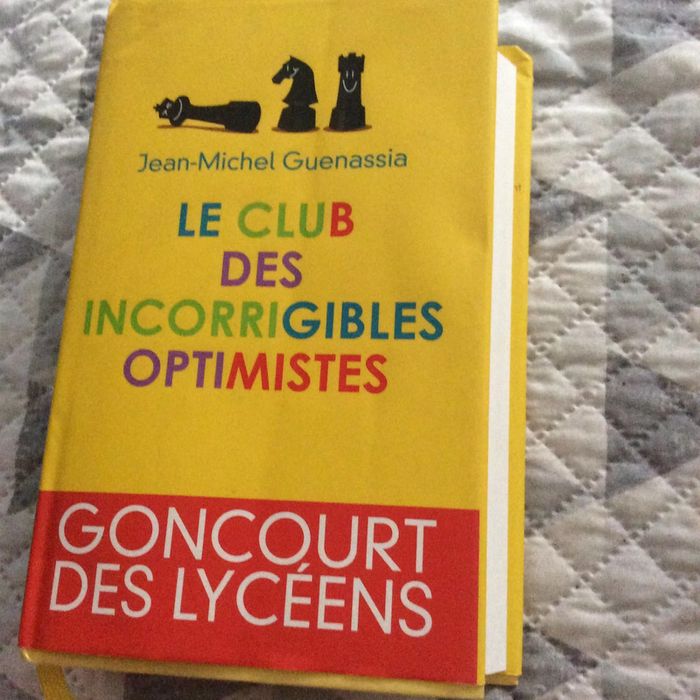 Jean-Michel Guenassia
LE CLUB
DES
INCORRIGIBLES
OPTIMISTES
GONCOURT
DES LYCÉENS